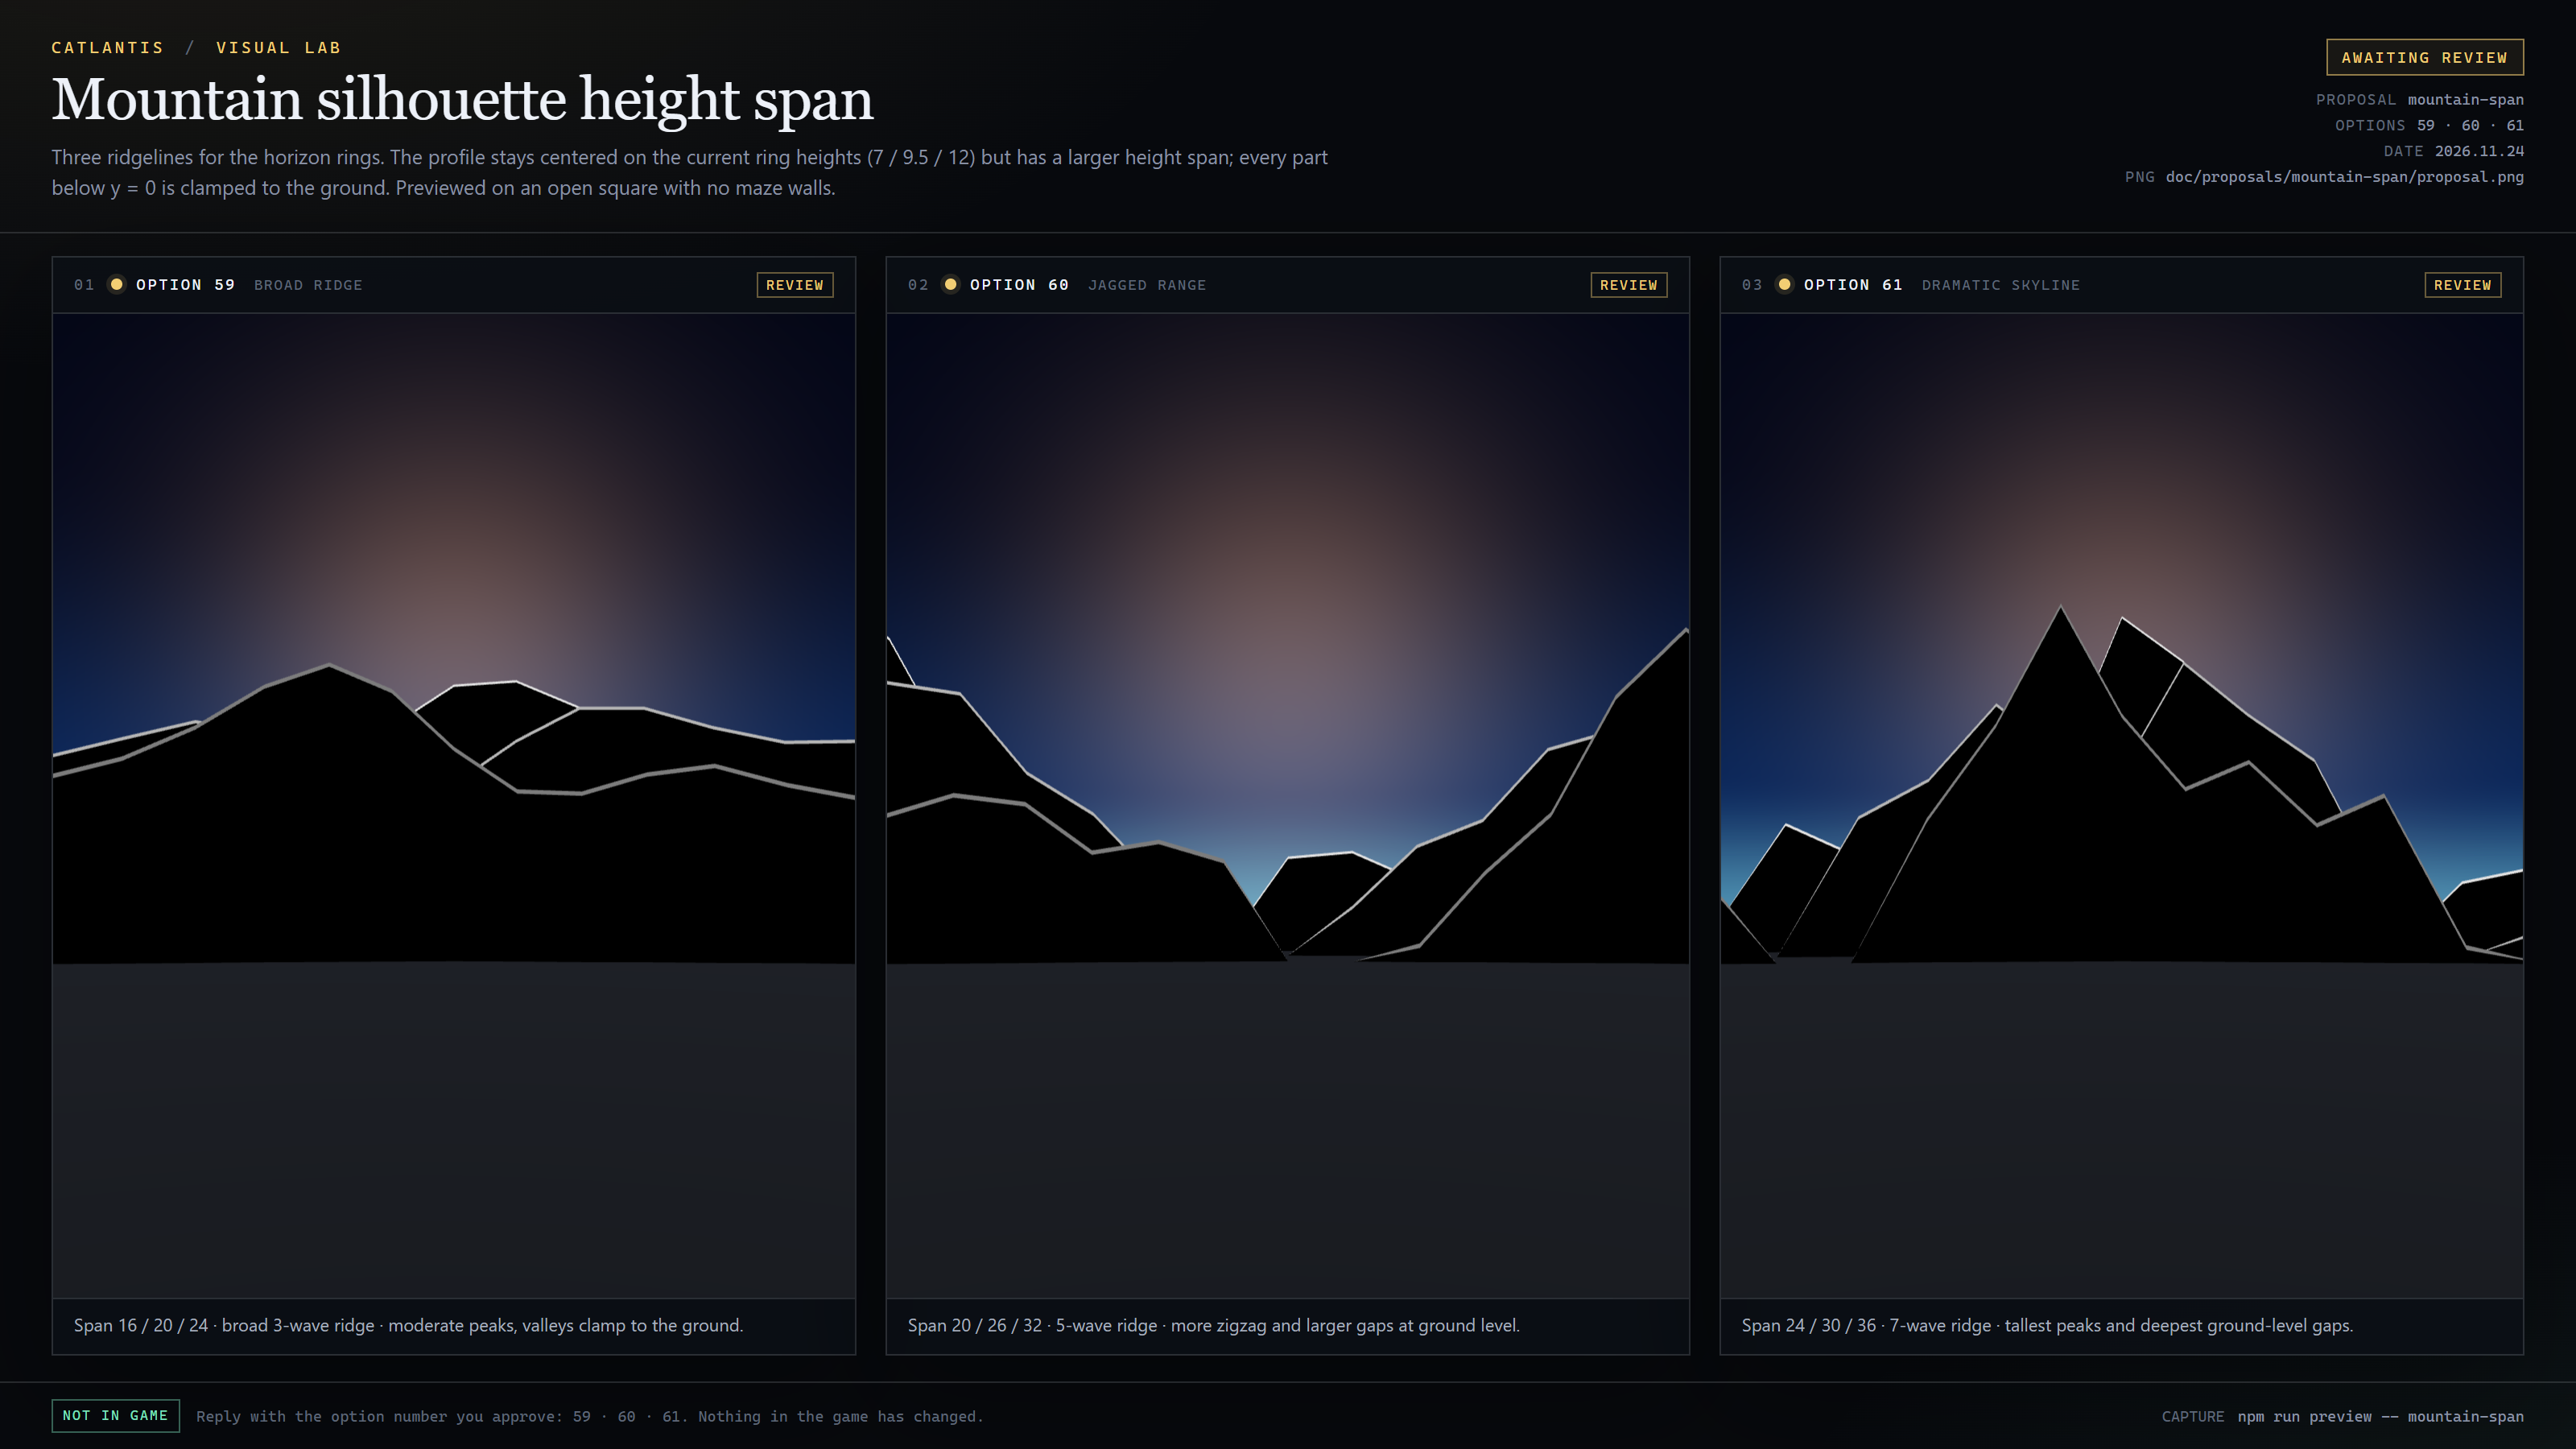 CATLANTIS / VISUAL LAB
Mountain silhouette height span
Three ridgelines for the horizon rings. The profile stays centered on the current ring heights (7 / 9.5 / 12) but has a larger height span; every part
below y = 0 is clamped to the ground. Previewed on an open square with no maze walls.
AWAITING REVIEW
PROPOSAL mountain-span
OPTIONS 59 · 60 · 61
DATE 2026.11.24
PNG doc/proposals/mountain-span/proposal.png
01 OPTION 59 BROAD RIDGE REVIEW
Span 16 / 20 / 24 · broad 3-wave ridge · moderate peaks, valleys clamp to the ground.
02 OPTION 60 JAGGED RANGE REVIEW
Span 20 / 26 / 32 · 5-wave ridge · more zigzag and larger gaps at ground level.
03 OPTION 61 DRAMATIC SKYLINE REVIEW
Span 24 / 30 / 36 · 7-wave ridge · tallest peaks and deepest ground-level gaps.
NOT IN GAME Reply with the option number you approve: 59 · 60 · 61. Nothing in the game has changed.
CAPTURE npm run preview -- mountain-span